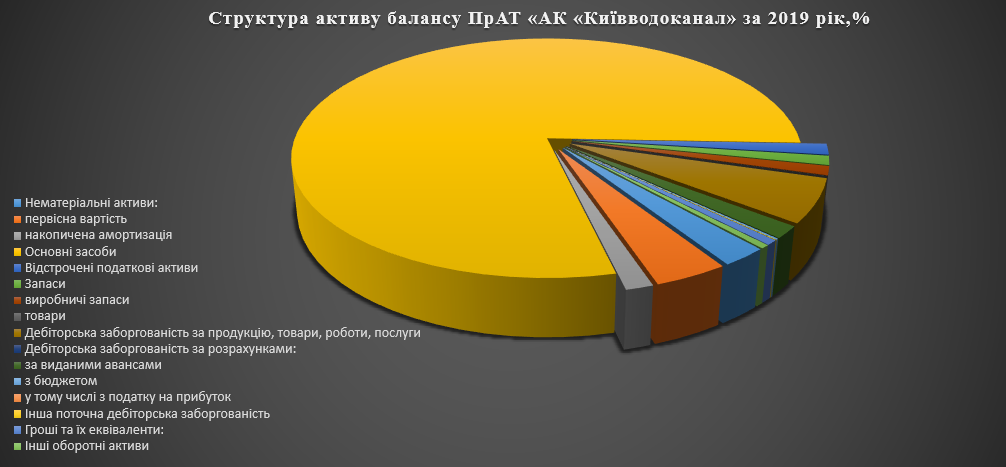 Структура активу балансу ПрАТ «АК «Київводоканал» за 2019 рік,%
Нематеріальні активи:
первісна вартість
накопичена амортизація
Основні засоби
Відстрочені податкові активи
Запаси
виробничі запаси
товари
Дебіторська заборгованість за продукцію, товари, роботи, послуги
Дебіторська заборгованість за розрахунками:
за виданими авансами
з бюджетом
у тому числі з податку на прибуток
Інша поточна дебіторська заборгованість
Гроші та їх еквіваленти:
Інші оборотні активи